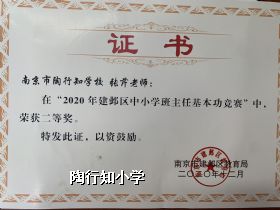 证书
南京市陶行知学校 张芹老师：
在“2020年建邺区中小学班主任基本功竞赛”中，
荣获二等奖。
特发此证，以资鼓励。
南京市建邺区教育局
二〇二〇年十二月
陶行知小学